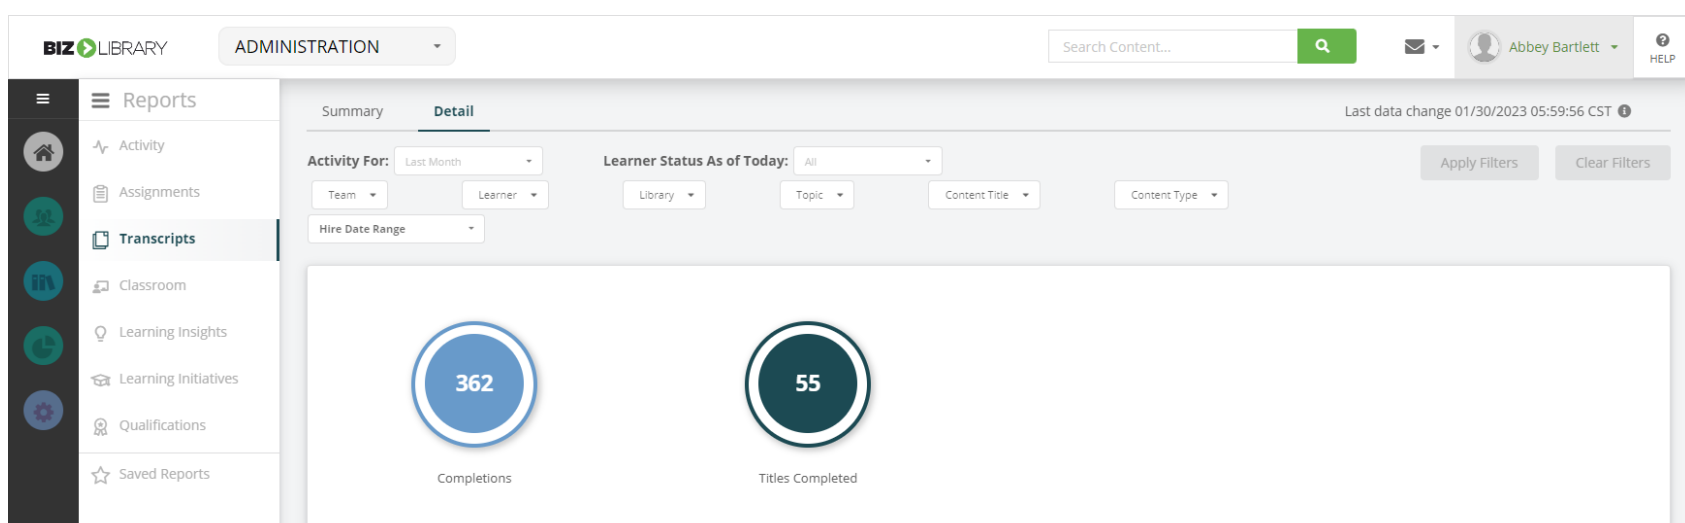 BIZ LIBRARY
ADMINISTRATION
Search Content...
Abbey Bartlett
HELP
Reports
Activity
Assignments
Transcripts
Classroom
Learning Insights
Learning Initiatives
Qualifications
Saved Reports
Summary Detail
Last data change 01/30/2023 05:59:56 CST
Activity For: Last Month Learner Status As of Today: All
Apply Filters Clear Filters
Team Learner Library Topic Content Title Content Type
Hire Date Range
362 55
Completions Titles Completed